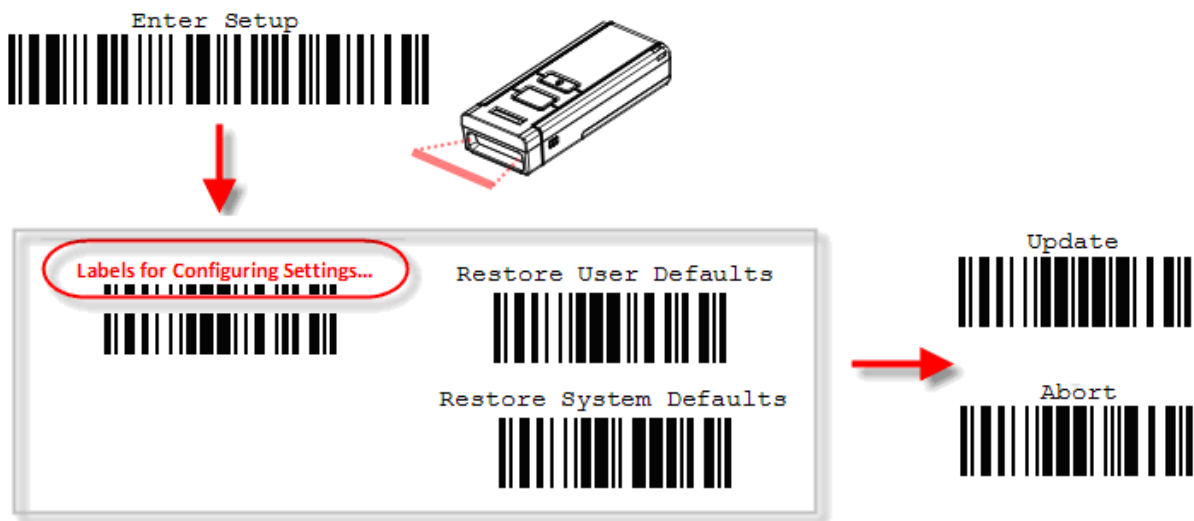 Enter Setup
Labels for Configuring Settings...
Restore User Defaults
Restore System Defaults
Update
Abort